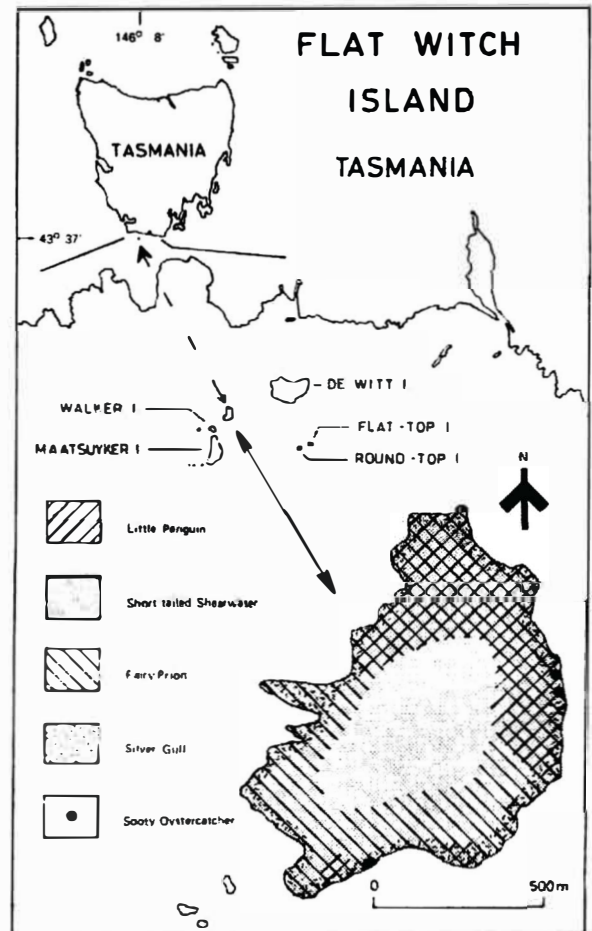 146° 8'
FLAT WITCH
ISLAND
TASMANIA
TASMANIA
43° 37'
DE WITT I
WALKER I
FLAT-TOP I
MAATSUYKER I
ROUND-TOP I
N
Little Penguin
Short tailed Shearwater
Fairy Prion
Silver Gull
Sooty Oystercatcher
0 500m